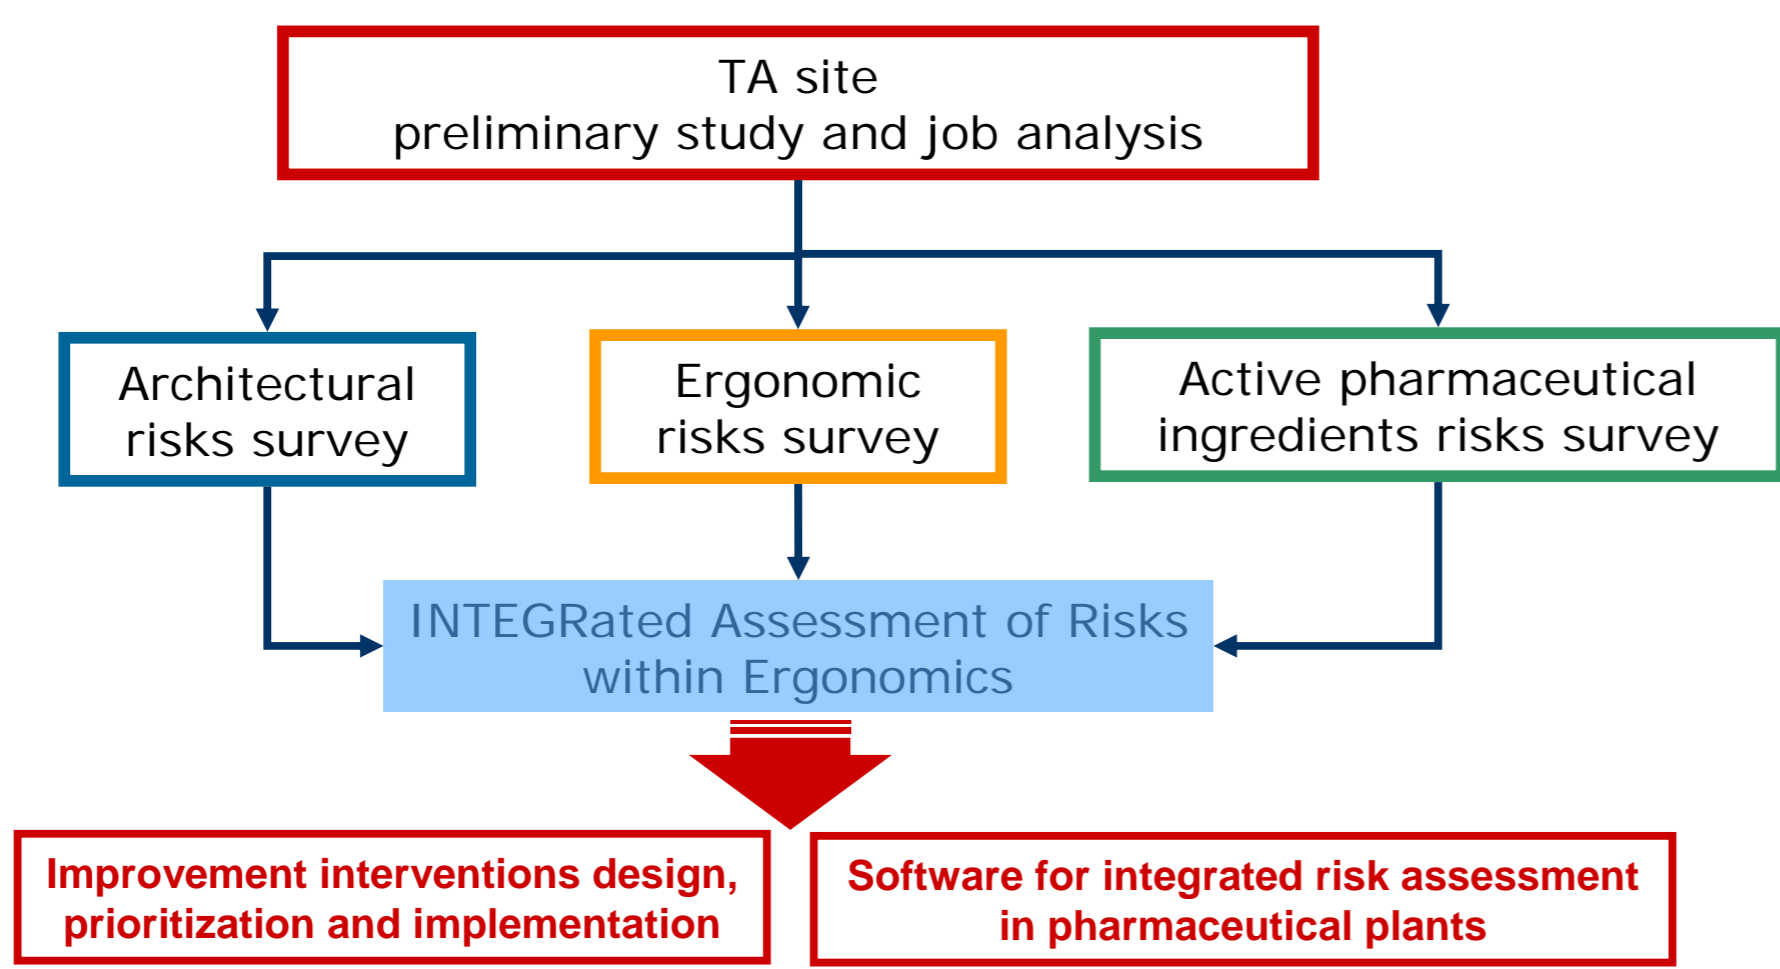 TA site
preliminary study and job analysis
Architectural
risks survey
Ergonomic
risks survey
Active pharmaceutical
ingredients risks survey
INTEGRated Assessment of Risks
within Ergonomics
Improvement interventions design,
prioritization and implementation
Software for integrated risk assessment
in pharmaceutical plants